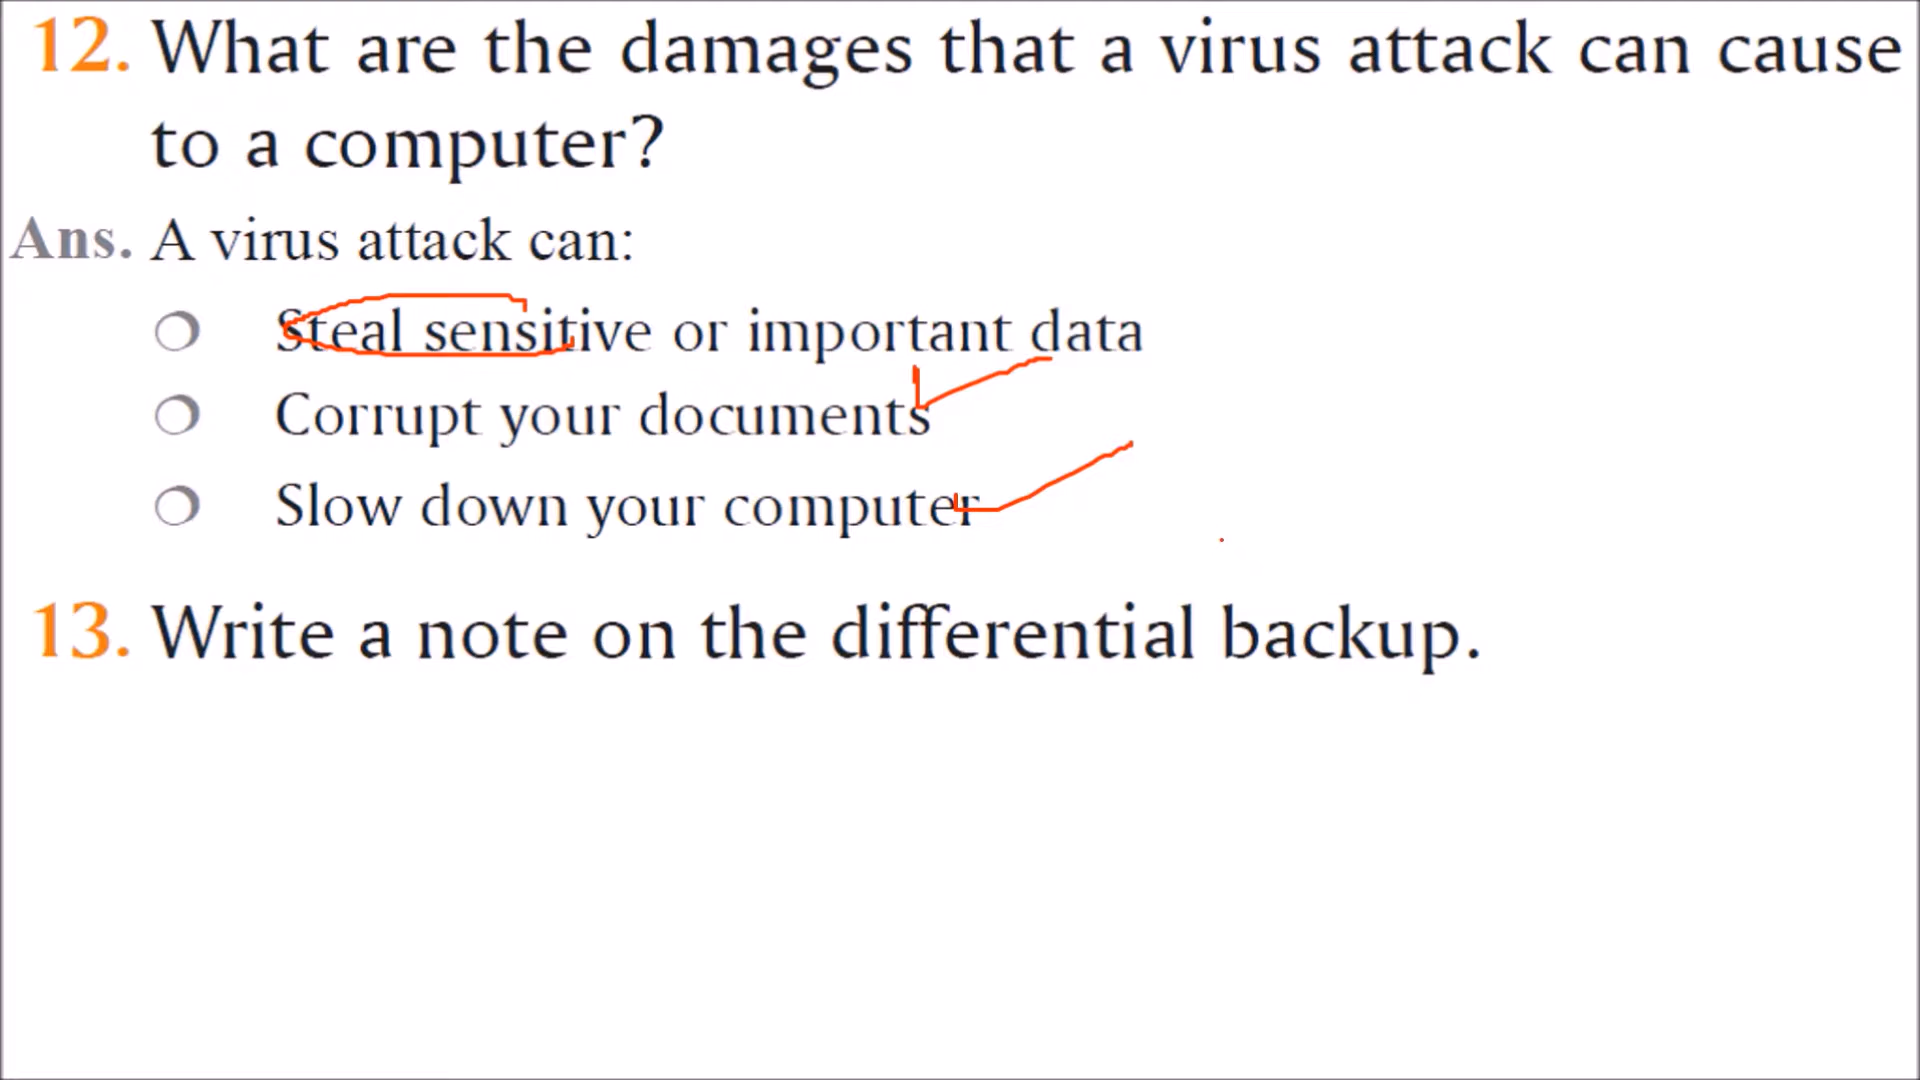 12. What are the damages that a virus attack can cause
to a computer?
Ans. A virus attack can:
Steal sensitive or important data
Corrupt your documents
Slow down your computer
13. Write a note on the differential backup.